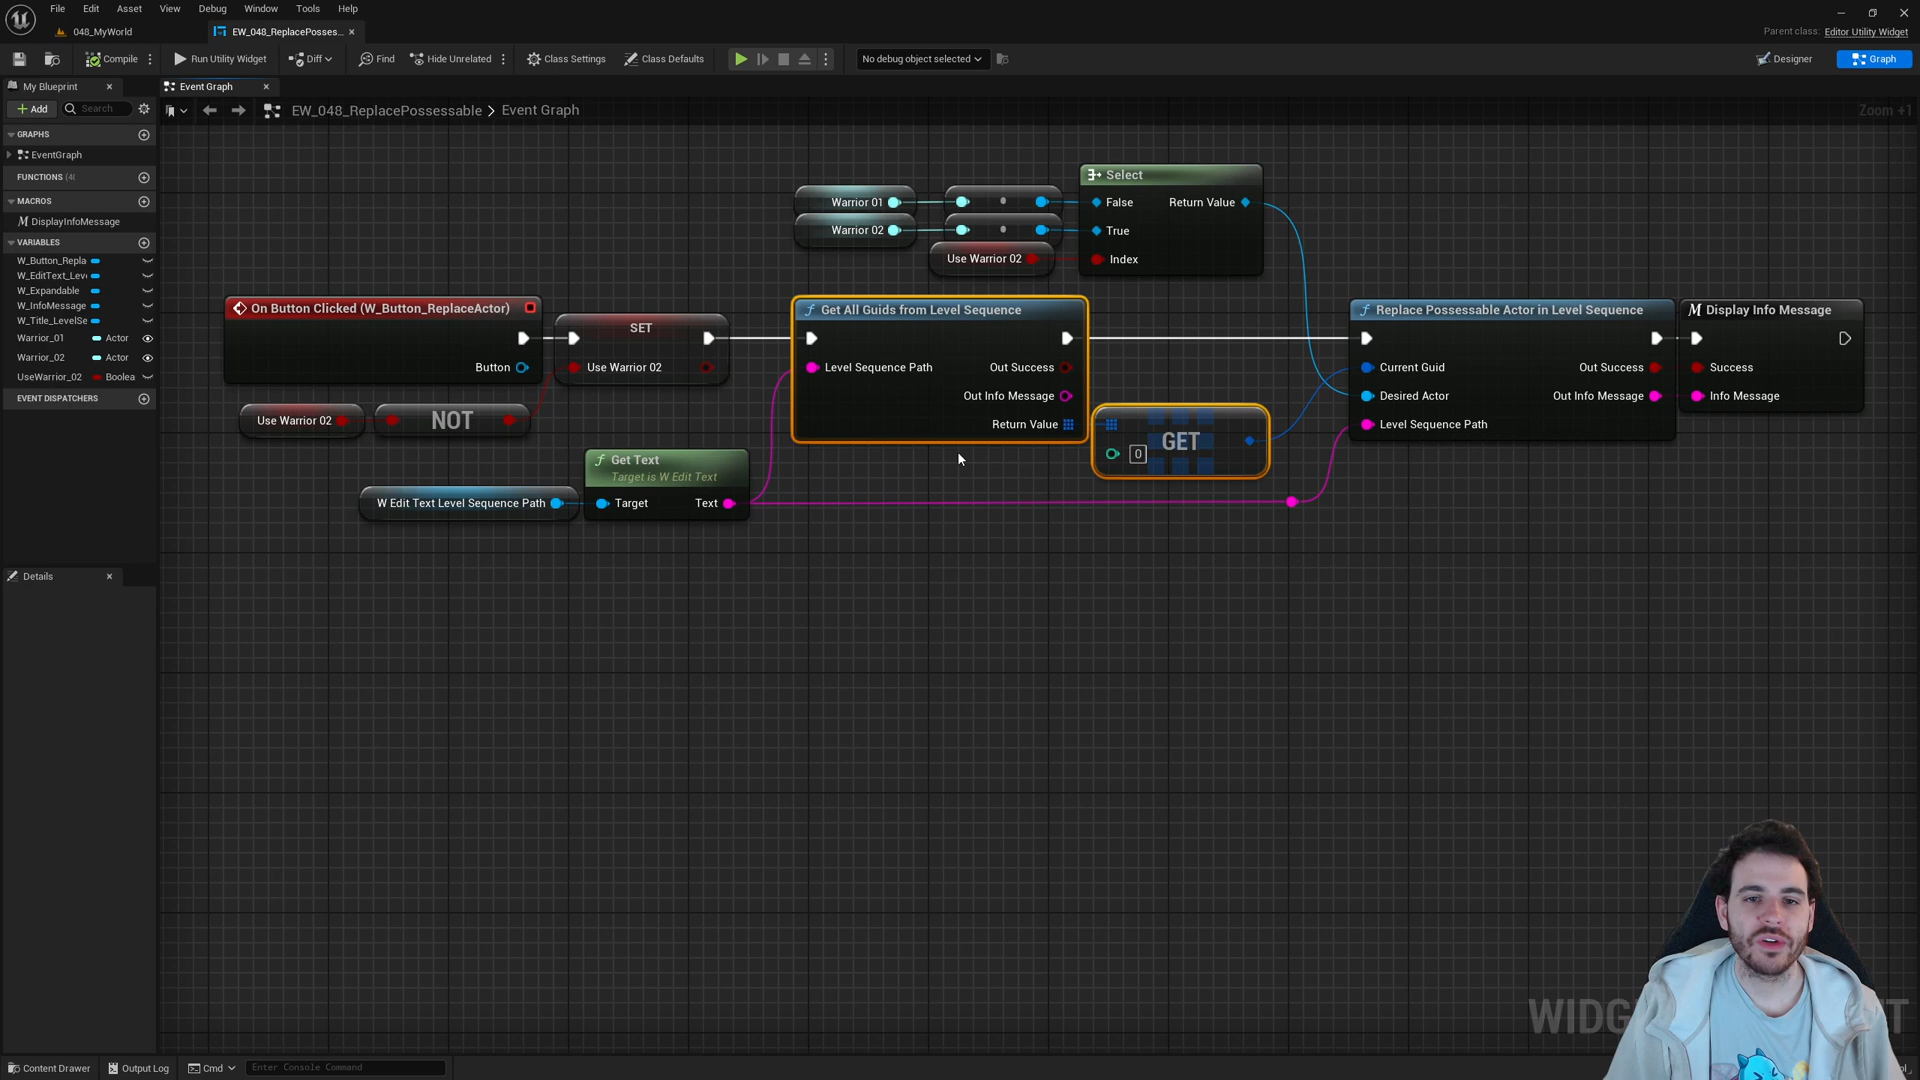 File Edit Asset View Debug Window Tools Help
048_MyWorld
EW_048_ReplacePosses...
Parent class: Editor Utility Widget
Compile
Run Utility Widget
Diff
Find
Hide Unrelated
Class Settings
Class Defaults
No debug object selected
Designer
Graph
My Blueprint
Event Graph
Add
Search
EW_048_ReplacePossessable > Event Graph
Zoom +1
GRAPHS
EventGraph
FUNCTIONS
MACROS
DisplayInfoMessage
VARIABLES
W_Button_Repla
W_EditText_Lev
W_Expandable
W_InfoMessage
W_Title_LevelSe
Warrior_01 Actor
Warrior_02 Actor
UseWarrior_02 Boolea
EVENT DISPATCHERS
Details
Select
Warrior 01
False
Return Value
Warrior 02
True
Use Warrior 02
Index
On Button Clicked (W_Button_ReplaceActor)
Button
SET
Use Warrior 02
Use Warrior 02
NOT
Get All Guids from Level Sequence
Level Sequence Path
Out Success
Out Info Message
Return Value
0
GET
Get Text
Target is W Edit Text
W Edit Text Level Sequence Path
Target
Text
Replace Possessable Actor in Level Sequence
Current Guid
Out Success
Desired Actor
Out Info Message
Level Sequence Path
Display Info Message
Success
Info Message
Content Drawer
Output Log
Cmd
Enter Console Command